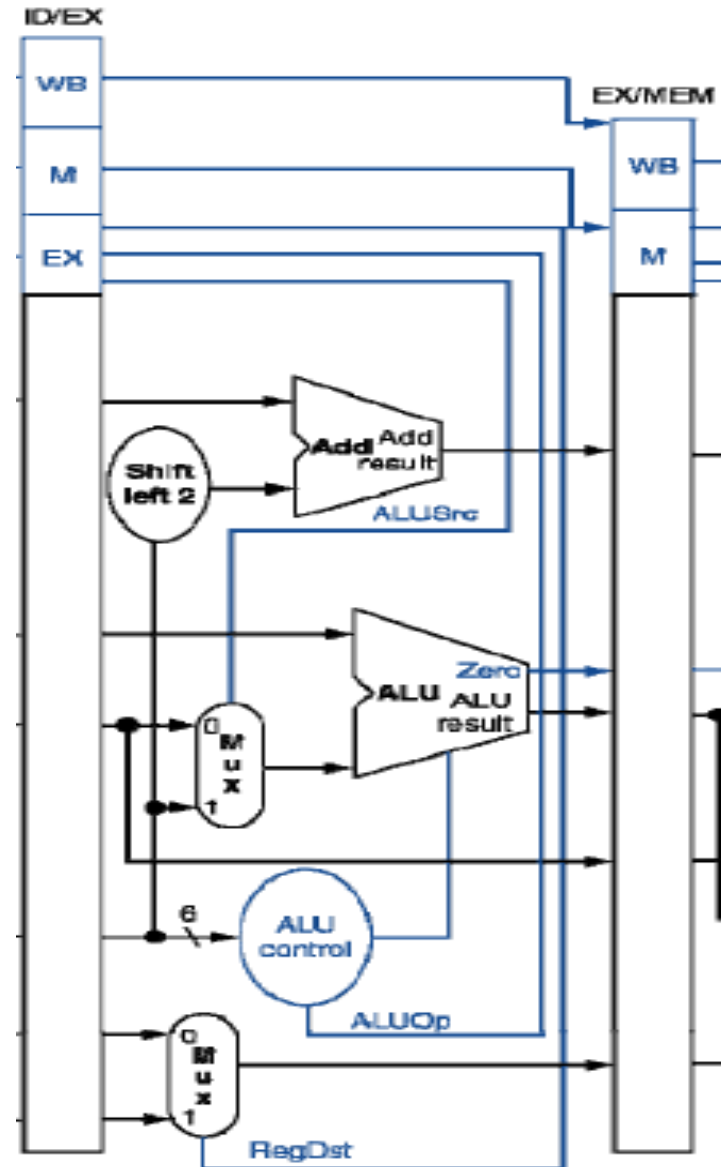 ID/EX
WB
EX/MEM
M
WB
EX
M
Add
Add
result
Shift
left 2
ALUSrc
Zero
ALU
ALU
result
0
M
u
x
1
6
ALU
control
ALUOp
0
M
u
x
1
RegDst